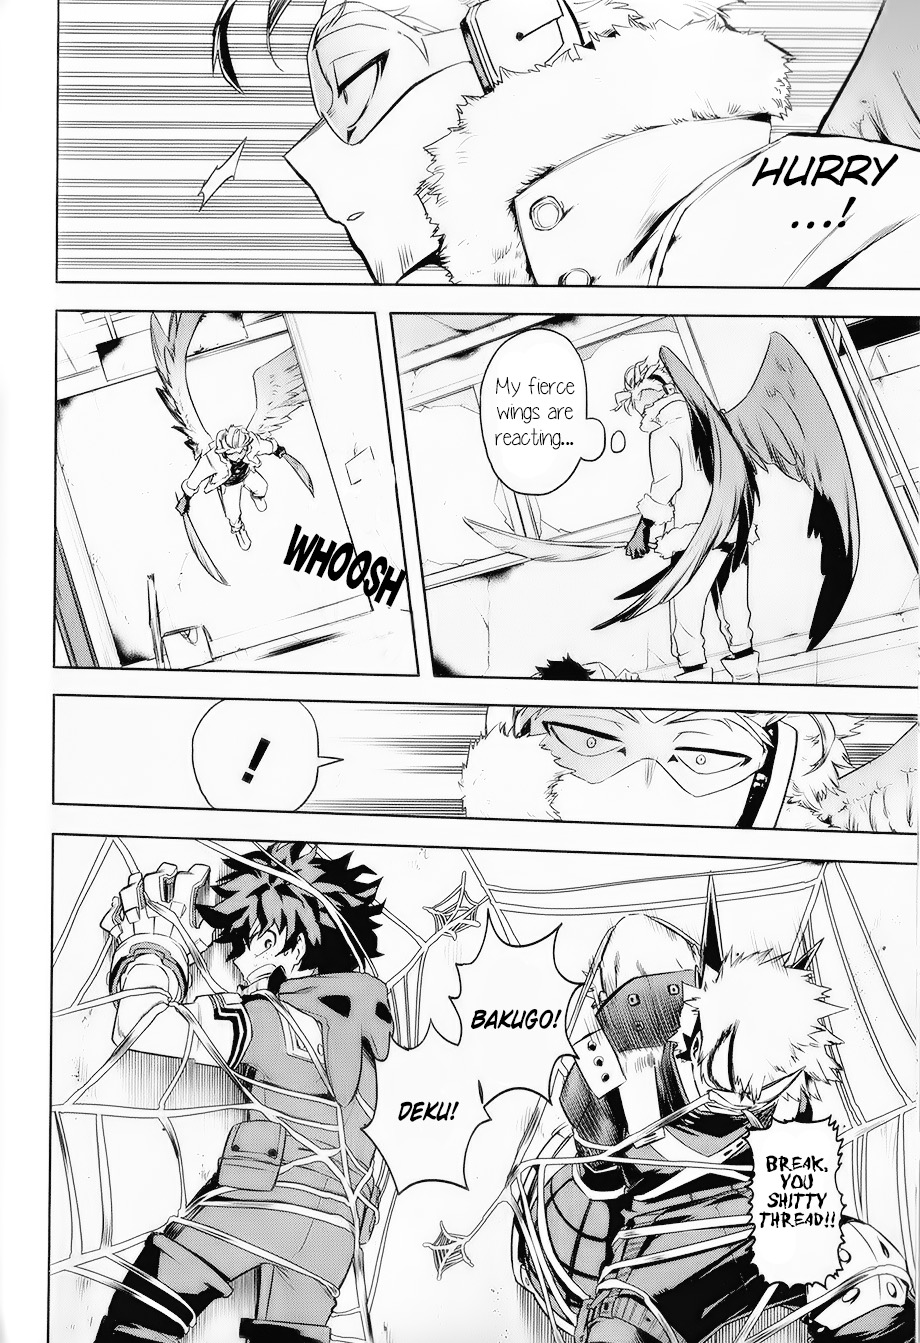 HURRY
...!
My fierce
wings are
reacting...
WHOOSH
!
BAKUGO!
DEKU!
BREAK,
YOU
SHITTY
THREAD!!